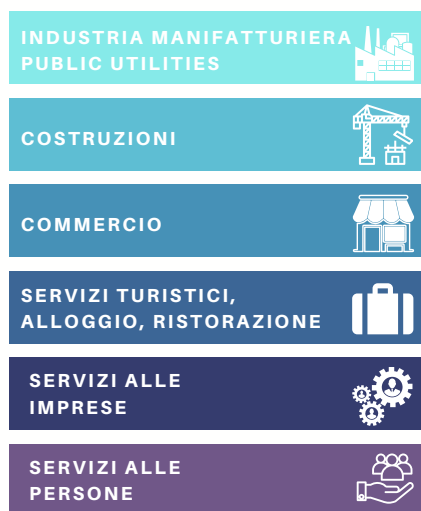 INDUSTRIA MANIFATTURIERA
PUBLIC UTILITIES
COSTRUZIONI
COMMERCIO
SERVIZI TURISTICI,
ALLOGGIO, RISTORAZIONE
SERVIZI ALLE
IMPRESE
SERVIZI ALLE
PERSONE